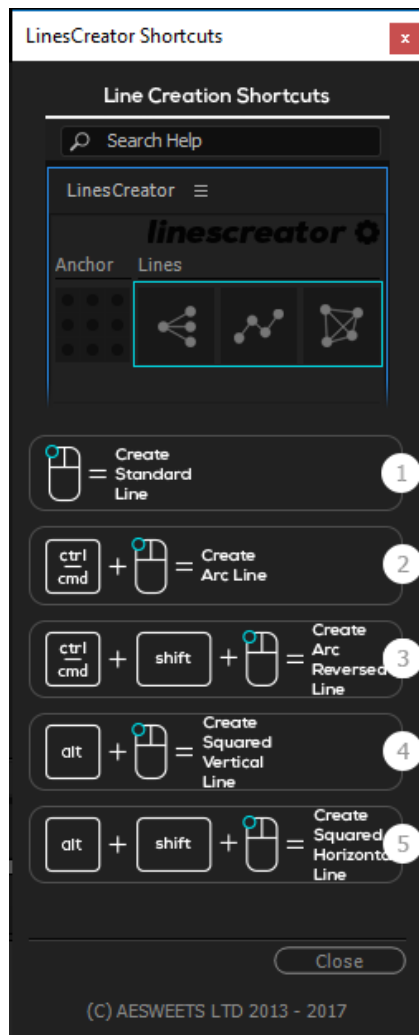 LinesCreator Shortcuts
x
Line Creation Shortcuts
Search Help
LinesCreator
linescreator
Anchor Lines
Create
Standard
Line
1
ctrl
cmd
+
=
Create
Arc Line
2
ctrl
cmd
+
shift
+
=
Create
Arc
Reversed
Line
3
alt
+
=
Create
Squared
Vertical
Line
4
alt
+
shift
+
=
Create
Squared
Horizonta
Line
5
Close
(C) AESWEETS LTD 2013 - 2017